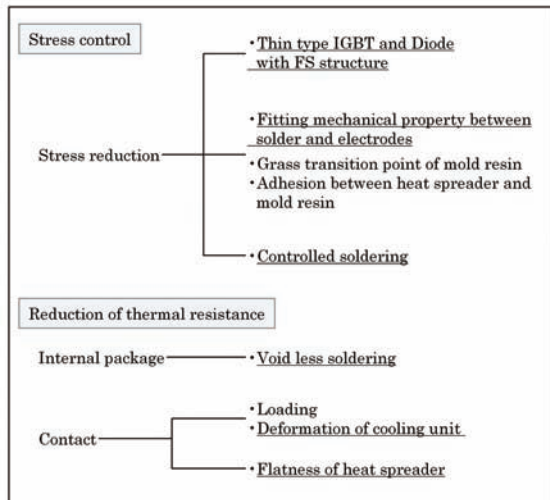 Stress control
・Thin type IGBT and Diode
with FS structure
・Fitting mechanical property between
solder and electrodes
Stress reduction
・Grass transition point of mold resin
・Adhesion between heat spreader and
mold resin
・Controlled soldering
Reduction of thermal resistance
Internal package
・Void less soldering
・Loading
Contact
・Deformation of cooling unit
・Flatness of heat spreader